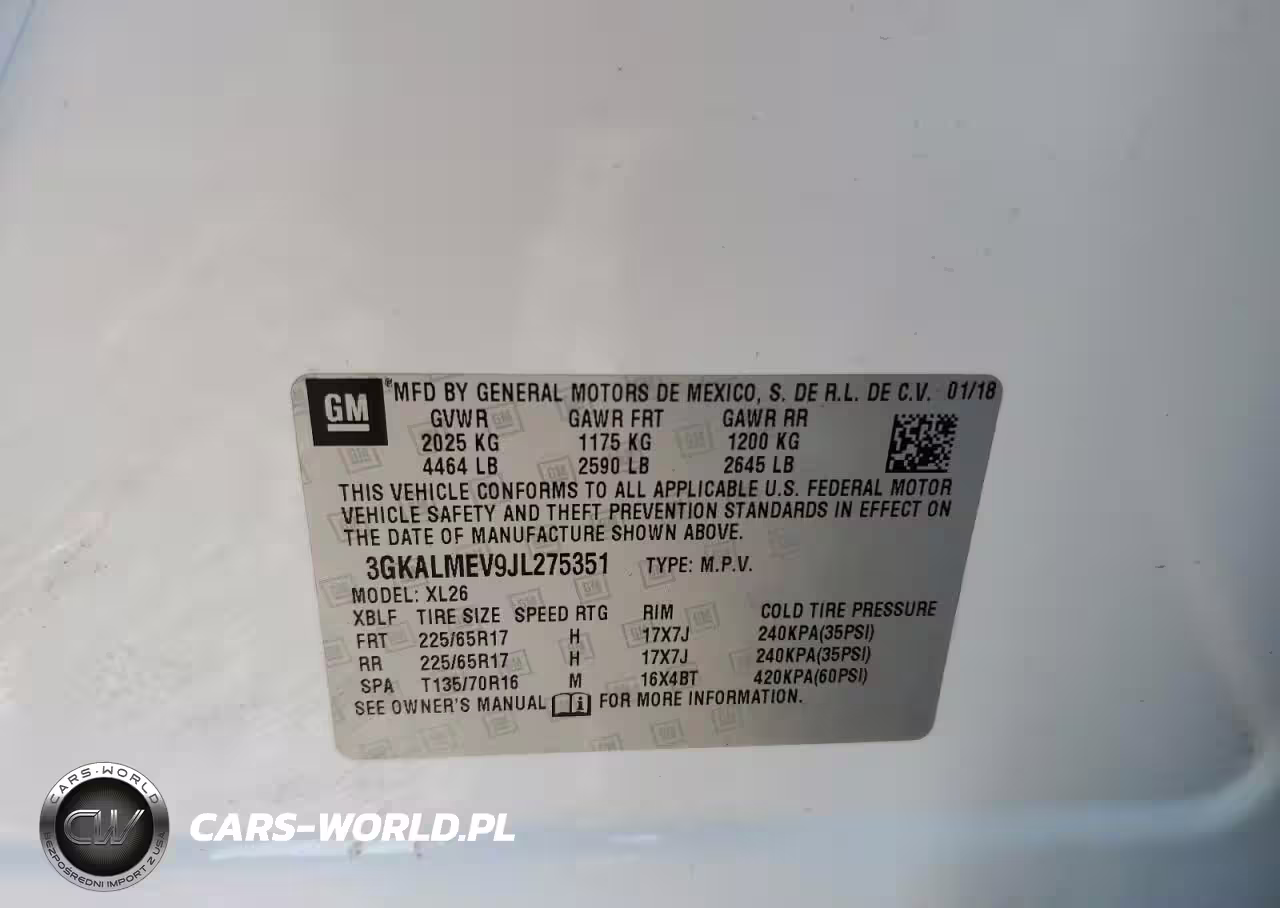 GM
MFD BY GENERAL MOTORS DE MEXICO, S. DE R.L. DE C.V. 01/18
GVWR GAWR FRT GAWR RR
2025 KG 1175 KG 1200 KG
4464 LB 2590 LB 2645 LB
THIS VEHICLE CONFORMS TO ALL APPLICABLE U.S. FEDERAL MOTOR
VEHICLE SAFETY AND THEFT PREVENTION STANDARDS IN EFFECT ON
THE DATE OF MANUFACTURE SHOWN ABOVE.
3GKALMEV9JL275351 TYPE: M.P.V.
MODEL: XL26
XBLF TIRE SIZE SPEED RTG RIM COLD TIRE PRESSURE
FRT 225/65R17 H 17X7J 240KPA(35PSI)
RR 225/65R17 H 17X7J 240KPA(35PSI)
SPA T135/70R16 M 16X4BT 420KPA(60PSI)
SEE OWNER'S MANUAL i FOR MORE INFORMATION.
CARS-WORLD
CW
BEZPOŚREDNI IMPORT Z USA
CARS-WORLD.PL